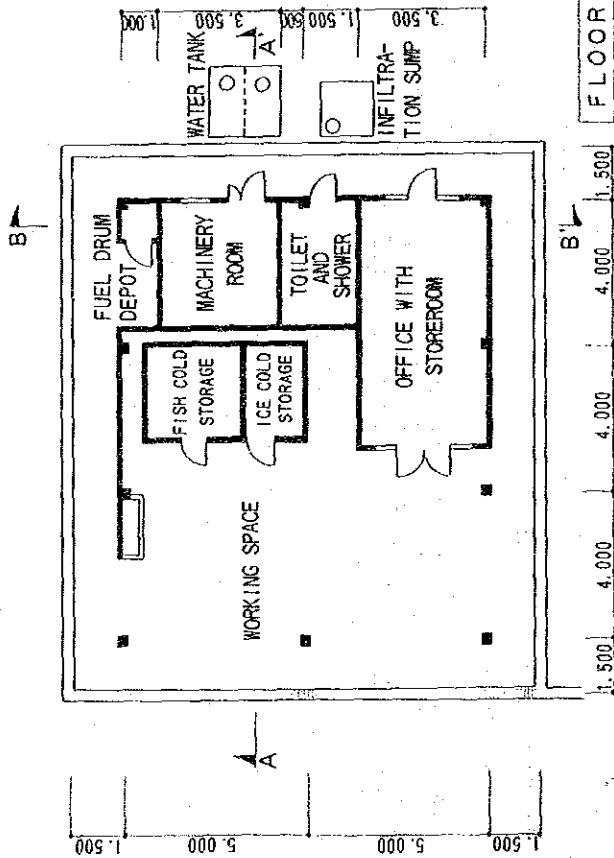 1.000
3.500
500
1.500
3.500
A'
WATER TANK
INFILTRA-
TION SUMP
FLOOR
B
FUEL DRUM
DEPOT
MACHINERY
ROOM
TOILET
AND
SHOWER
OFFICE WITH
STOREROOM
B'
FISH COLD
STORAGE
ICE COLD
STORAGE
WORKING SPACE
1.500
4.000
4.000
4.000
1.500
A
1.500
5.000
5.000
1.500